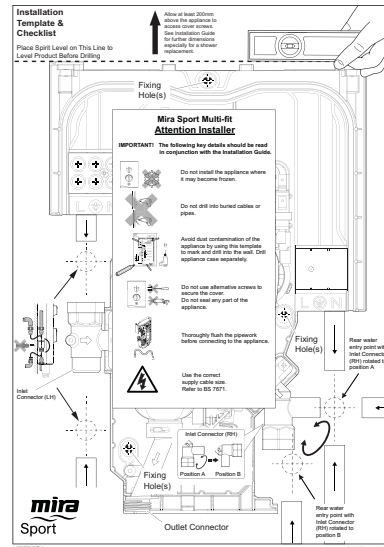 Installation
Template &
Checklist
Place Spirit Level on This Line to
Level Product Before Drilling
Allow at least 200mm
above the appliance to
access cover screws.
See Installation Guide
for further dimensions
especially for a shower
replacement.
Fixing
Hole(s)
Mira Sport Multi-fit
Attention Installer
IMPORTANT! The following key details should be read
in conjunction with the Installation Guide.
Do not install the appliance where
it may become frozen.
Do not drill into buried cables or
pipes.
Avoid dust contamination of the
appliance by using this template
to mark and drill into the wall. Drill
appliance case separately.
Do not use alternative screws to
secure the cover.
Do not seal any part of the
appliance.
Thoroughly flush the pipework
before connecting to the appliance.
Use the correct
supply cable size.
Refer to BS 7671.
L N
L N
Fixing
Hole(s)
Rear water
entry point with
Inlet Connector
(RH) rotated to
position A
Inlet
Connector (LH)
Inlet Connector (RH)
Position A Position B
Fixing
Hole(s)
Rear water
entry point with
Inlet Connector
(RH) rotated to
position B
Outlet Connector
mira
Sport